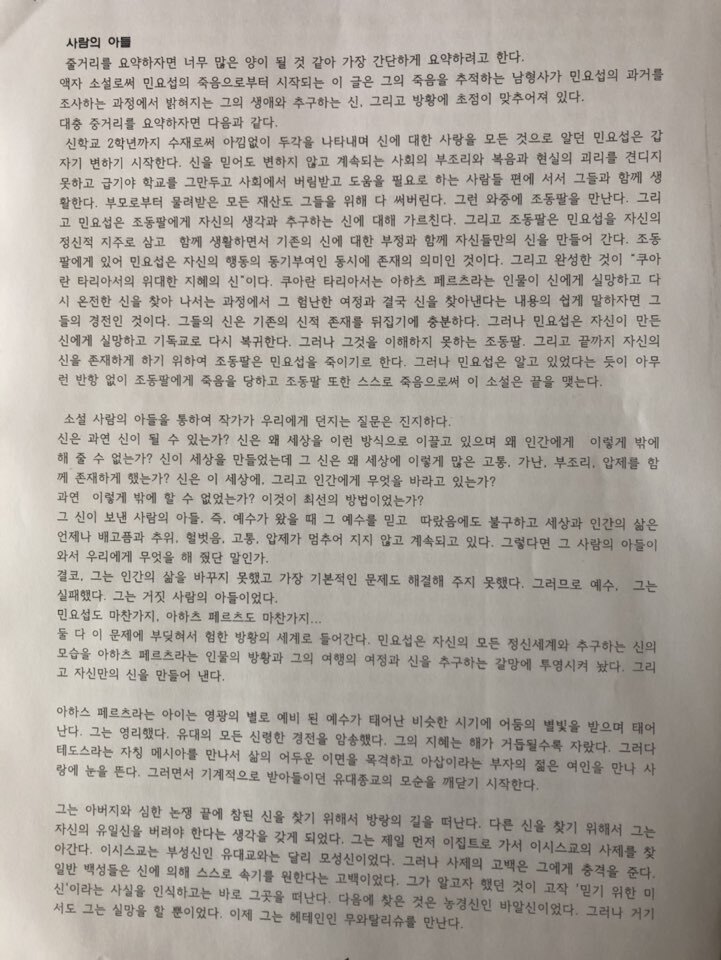 사람의 아들
줄거리를 요약하자면 너무 많은 양이 될 것 같아 가장 간단하게 요약하려고 한다.
액자 소설로써 민요섭의 죽음으로부터 시작되는 이 글은 그의 죽음을 추적하는 남형사가 민요섭의 과거를
조사하는 과정에서 밝혀지는 그의 생애와 추구하는 신, 그리고 방황에 초점이 맞추어져 있다.
대충 중거리를 요약하자면 다음과 같다.
신학교 2학년까지 수재로써 아낌없이 두각을 나타내며 신에 대한 사랑을 모든 것으로 알던 민요섭은 갑
자기 변하기 시작한다. 신을 믿어도 변하지 않고 계속되는 사회의 부조리와 복음과 현실의 괴리를 견디지
못하고 급기야 학교를 그만두고 사회에서 버림받고 도움을 필요로 하는 사람들 편에 서서 그들과 함께 생
활한다. 부모로부터 물려받은 모든 재산도 그들을 위해 다 써버린다. 그런 와중에 조동팔을 만난다. 그리
고 민요섭은 조동팔에게 자신의 생각과 추구하는 신에 대해 가르친다. 그리고 조동팔은 민요섭을 자신의
정신적 지주로 삼고 함께 생활하면서 기존의 신에 대한 부정과 함께 자신들만의 신을 만들어 간다. 조동
팔에게 있어 민요섭은 자신의 행동의 동기부여인 동시에 존재의 의미인 것이다. 그리고 완성한 것이 "쿠아
란 타리아서의 위대한 지혜의 신"이다. 쿠아란 타리아서는 아하츠 페르츠라는 인물이 신에게 실망하고 다
시 온전한 신을 찾아 나서는 과정에서 그 험난한 여정과 결국 신을 찾아낸다는 내용의 쉽게 말하자면 그
들의 경전인 것이다. 그들의 신은 기존의 신적 존재를 뒤집기에 충분하다. 그러나 민요섭은 자신이 만든
신에게 실망하고 기독교로 다시 복귀한다. 그러나 그것을 이해하지 못하는 조동팔. 그리고 끝까지 자신의
신을 존재하게 하기 위하여 조동팔은 민요섭을 죽이기로 한다. 그러나 민요섭은 알고 있었다는 듯이 아무
런 반항 없이 조동팔에게 죽음을 당하고 조동팔 또한 스스로 죽음으로써 이 소설은 끝을 맺는다.
소설 사람의 아들을 통하여 작가가 우리에게 던지는 질문은 진지하다.
신은 과연 신이 될 수 있는가? 신은 왜 세상을 이런 방식으로 이끌고 있으며 왜 인간에게 이렇게 밖에
해 줄 수 없는가? 신이 세상을 만들었는데 그 신은 왜 세상에 이렇게 많은 고통, 가난, 부조리, 압제를 함
께 존재하게 했는가? 신은 이 세상에, 그리고 인간에게 무엇을 바라고 있는가?
과연 이렇게 밖에 할 수 없었는가? 이것이 최선의 방법이었는가?
그 신이 보낸 사람의 아들, 즉, 예수가 왔을 때 그 예수를 믿고 따랐음에도 불구하고 세상과 인간의 삶은
언제나 배고픔과 추위, 헐벗음, 고통, 압제가 멈추어 지지 않고 계속되고 있다. 그렇다면 그 사람의 아들이
와서 우리에게 무엇을 해 줬단 말인가.
결코, 그는 인간의 삶을 바꾸지 못했고 가장 기본적인 문제도 해결해 주지 못했다. 그러므로 예수, 그는
실패했다. 그는 거짓 사람의 아들이었다.
민요섭도 마찬가지, 아하츠 페르츠도 마찬가지...
둘 다 이 문제에 부딪혀서 험한 방황의 세계로 들어간다. 민요섭은 자신의 모든 정신세계와 추구하는 신의
모습을 아하츠 페르츠라는 인물의 방황과 그의 여행의 여정과 신을 추구하는 갈망에 투영시켜 놨다. 그리
고 자신만의 신을 만들어 낸다.
아하스 페르츠라는 아이는 영광의 별로 예비 된 예수가 태어난 비슷한 시기에 어둠의 별빛을 받으며 태어
난다. 그는 영리했다. 유대의 모든 신령한 경전을 암송했다. 그의 지혜는 해가 거듭될수록 자랐다. 그러다
테도스라는 자칭 메시아를 만나서 삶의 어두운 이면을 목격하고 아삽이라는 부자의 젊은 여인을 만나 사
랑에 눈을 뜬다. 그러면서 기계적으로 받아들이던 유대종교의 모순을 깨닫기 시작한다.
그는 아버지와 심한 논쟁 끝에 참된 신을 찾기 위해서 방랑의 길을 떠난다. 다른 신을 찾기 위해서 그는
자신의 유일신을 버려야 한다는 생각을 갖게 되었다. 그는 제일 먼저 이집트로 가서 이시스교의 사제를 찾
아간다. 이시스교는 부성신인 유대교와는 달리 모성신이었다. 그러나 사제의 고백은 그에게 충격을 준다.
일반 백성들은 신에 의해 스스로 속기를 원한다는 고백이었다. 그가 알고자 했던 것이 고작 '믿기 위한 미
신'이라는 사실을 인식하고는 바로 그곳을 떠난다. 다음에 찾은 것은 농경신인 바알신이었다. 그러나 거기
서도 그는 실망을 할 뿐이었다. 이제 그는 헤테인인 무와탈리슈를 만난다.